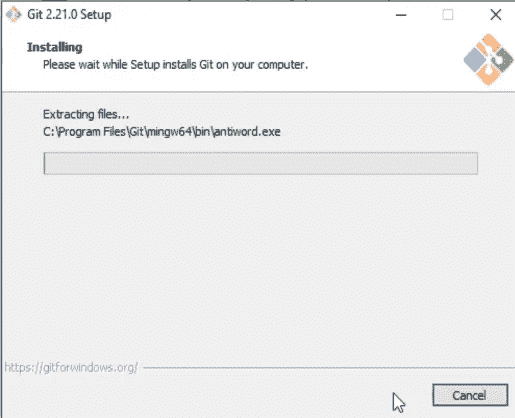 Git 2.21.0 Setup
Installing
Please wait while Setup installs Git on your computer.
Extracting files...
C:\Program Files\Git\mingw64\bin\antiword.exe
https://gitforwindows.org/
Cancel